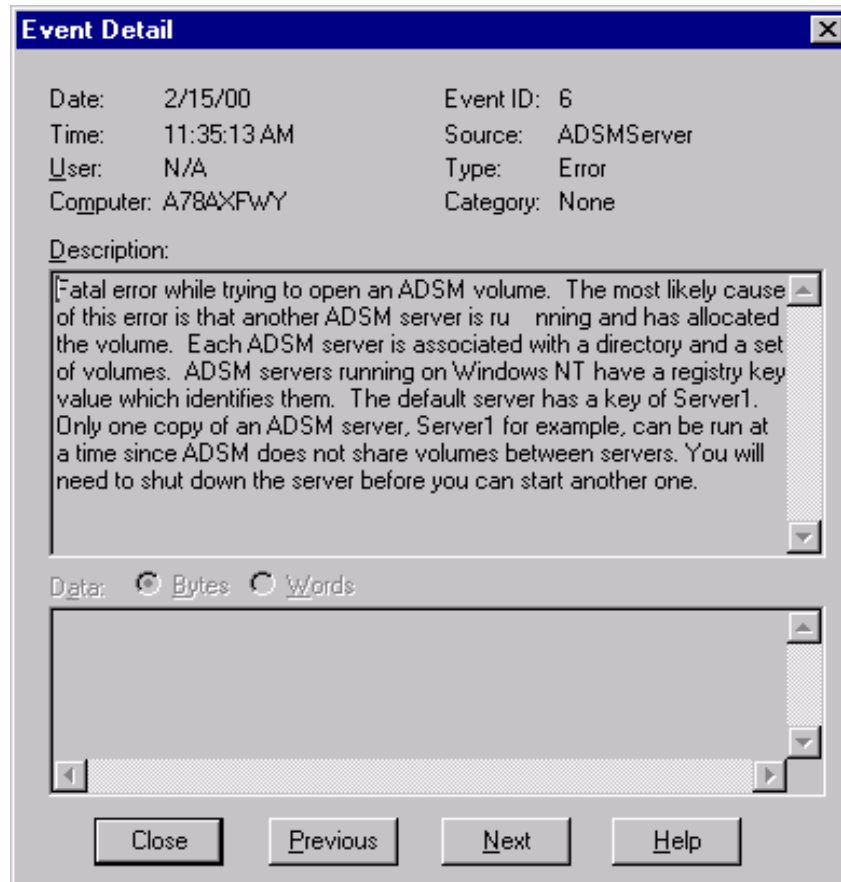 Event Detail
Date: 2/15/00 Event ID: 6
Time: 11:35:13 AM Source: ADSMServer
User: N/A Type: Error
Computer: A78AXFWY Category: None
Description:
Fatal error while trying to open an ADSM volume.  The most likely cause
of this error is that another ADSM server is ru    nning and has allocated
the volume.  Each ADSM server is associated with a directory and a set
of volumes.  ADSM servers running on Windows NT have a registry key
value which identifies them.  The default server has a key of Server1.
Only one copy of an ADSM server, Server1 for example, can be run at
a time since ADSM does not share volumes between servers. You will
need to shut down the server before you can start another one.
Data: Bytes Words
Close Previous Next Help